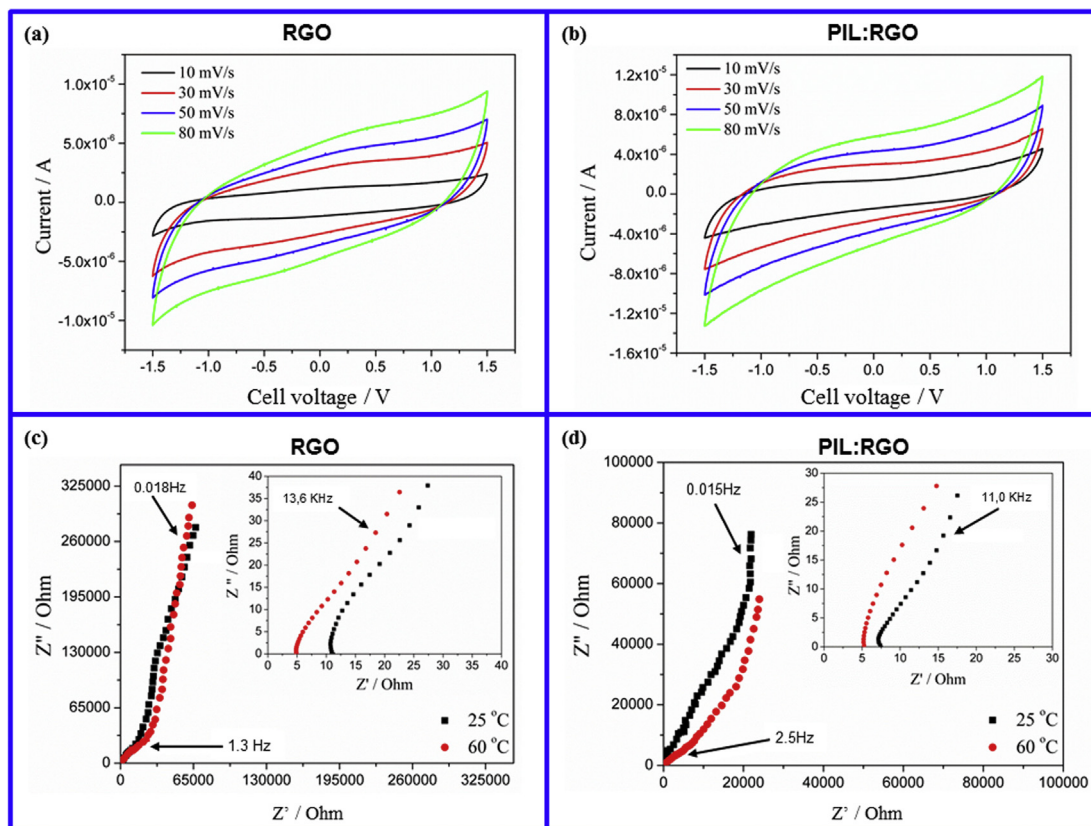 (a)
RGO
10 mV/s
30 mV/s
50 mV/s
80 mV/s
1.0x10⁻⁵
5.0x10⁻⁶
0.0
-5.0x10⁻⁶
-1.0x10⁻⁵
Current / A
-1.5 -1.0 -0.5 0.0 0.5 1.0 1.5
Cell voltage / V
(b)
PIL:RGO
10 mV/s
30 mV/s
50 mV/s
80 mV/s
1.2x10⁻⁵
8.0x10⁻⁶
4.0x10⁻⁶
0.0
-4.0x10⁻⁶
-8.0x10⁻⁶
-1.2x10⁻⁵
-1.6x10⁻⁵
Current / A
-1.5 -1.0 -0.5 0.0 0.5 1.0 1.5
Cell voltage / V
(c)
RGO
325000
260000
195000
130000
65000
0
Z'' / Ohm
0.018Hz
40
35
30
25
20
15
10
5
0
Z'' / Ohm
13,6 KHz
0 5 10 15 20 25 30 40
Z' / Ohm
25 °C
60 °C
1.3 Hz
0 65000 130000 195000 260000 325000
Z' / Ohm
(d)
PIL:RGO
100000
80000
60000
40000
20000
0
Z'' / Ohm
0.015Hz
30
25
20
15
10
5
0
Z'' / Ohm
11,0 KHz
0 5 10 15 20 25 30
Z' / Ohm
25 °C
60 °C
2.5Hz
0 20000 40000 60000 80000 100000
Z' / Ohm